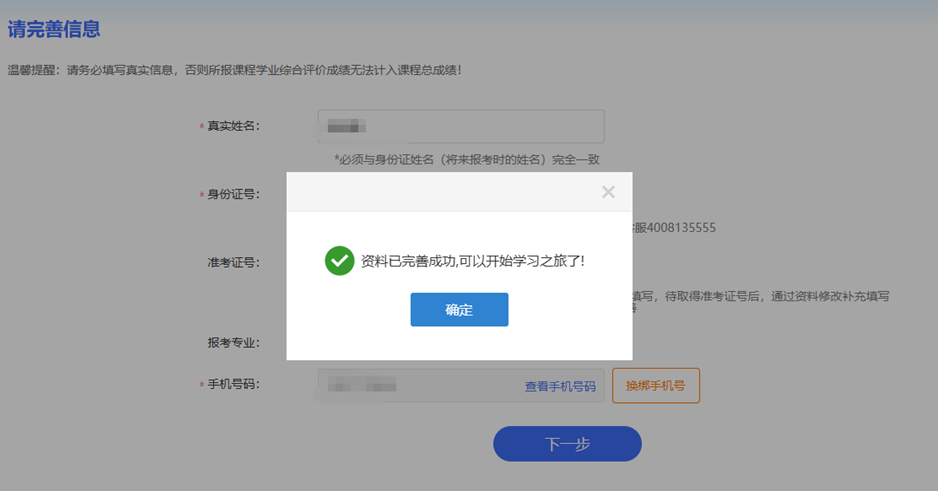 请完善信息
温馨提醒：请务必填写真实信息，否则所报课程学业综合评价成绩无法计入课程总成绩！
* 真实姓名：
*必须与身份证姓名（将来报考时的姓名）完全一致
×
* 身份证号：
服4008135555
资料已完善成功,可以开始学习之旅了!
准考证号：
填写，待取得准考证号后，通过资料修改补充填写
确定
报考专业：
* 手机号码：
查看手机号码
换绑手机号
下一步